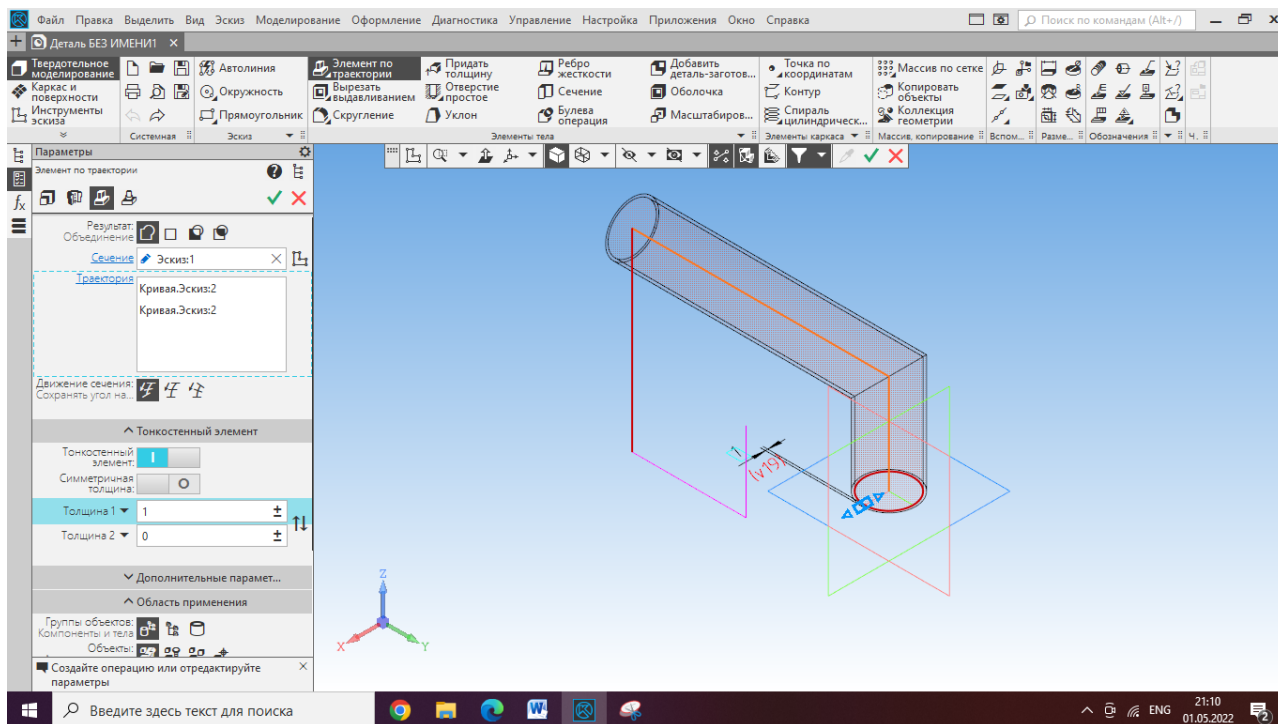 Файл Правка Выделить Вид Эскиз Моделирование Оформление Диагностика Управление Настройка Приложения Окно Справка
Поиск по командам (Alt+/)
Деталь БЕЗ ИМЕНИ1
Твердотельное моделирование
Каркас и поверхности
Инструменты эскиза
Системная
Автолиния
Окружность
Прямоугольник
Эскиз
Элемент по траектории
Вырезать выдавливанием
Скругление
Придать толщину
Отверстие простое
Уклон
Ребро жесткости
Сечение
Булева операция
Добавить деталь-заготов...
Оболочка
Масштабиров...
Элементы тела
Точка по координатам
Контур
Спираль цилиндрическ...
Элементы каркаса
Массив по сетке
Копировать объекты
Коллекция геометрии
Массив, копирование
Вспом...
Разме...
Обозначения
Ч...
Параметры
Элемент по траектории
Результат:
Объединение
Сечение
Эскиз:1
Траектория
Кривая.Эскиз:2
Кривая.Эскиз:2
Движение сечения:
Сохранять угол на...
Тонкостенный элемент
Тонкостенный элемент:
Симметричная толщина:
Толщина 1
1
Толщина 2
0
Дополнительные парамет...
Область применения
Группы объектов:
Компоненты и тела
Объекты:
Создайте операцию или отредактируйте
параметры
1
(v19)
Z
X
Y
Введите здесь текст для поиска
ENG
21:10
01.05.2022
2